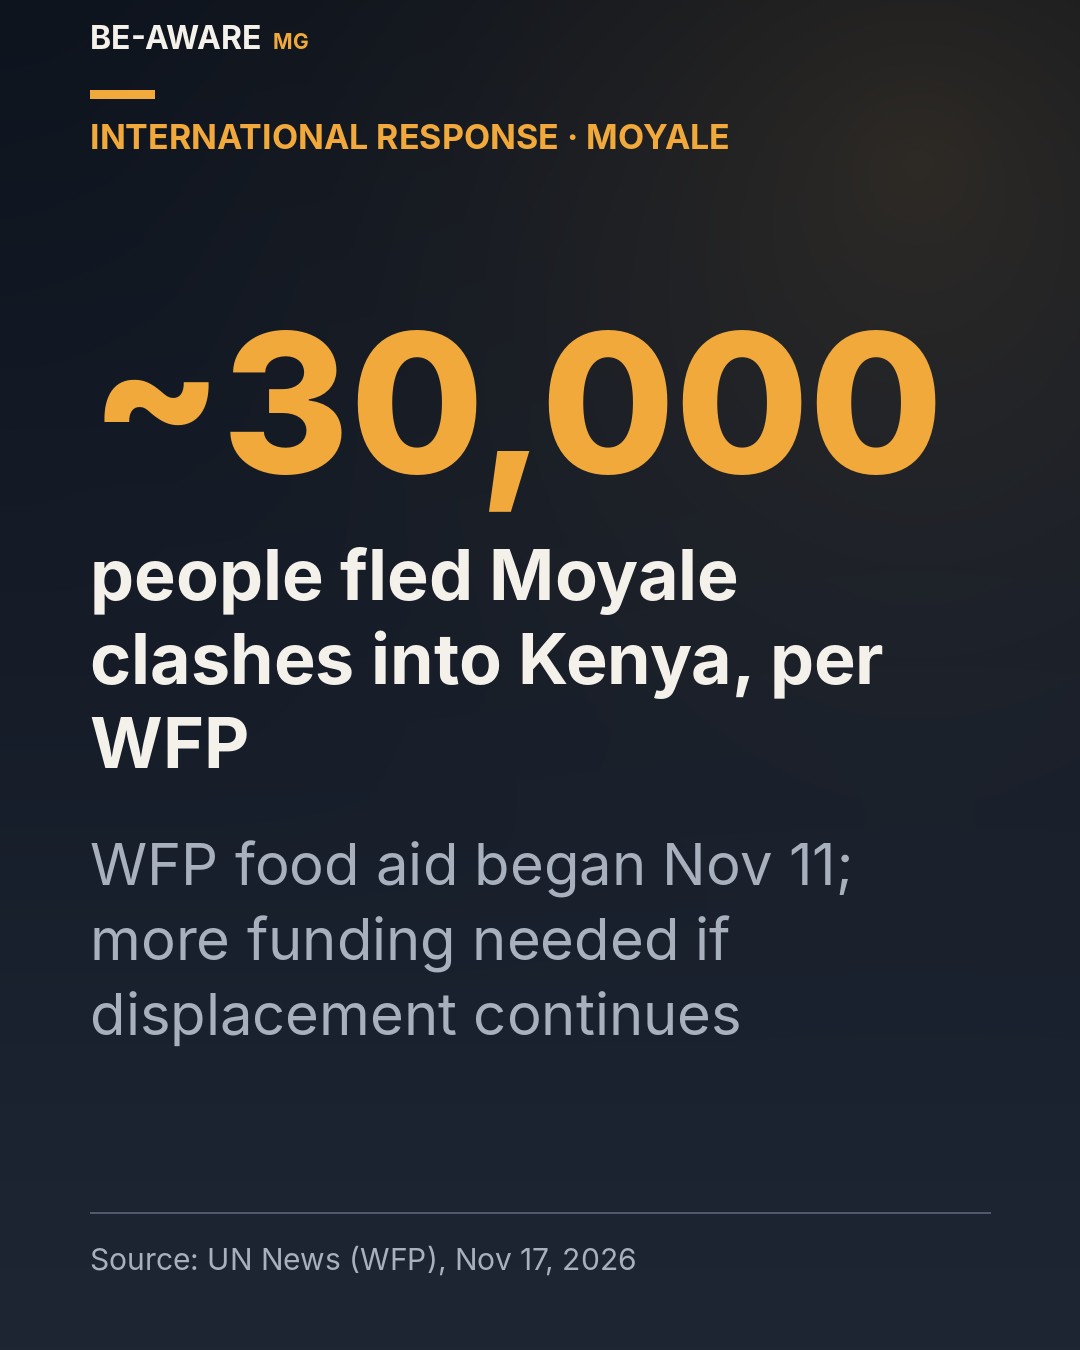 BE-AWARE MG
INTERNATIONAL RESPONSE · MOYALE
~30,000
people fled Moyale
clashes into Kenya, per
WFP
WFP food aid began Nov 11;
more funding needed if
displacement continues
Source: UN News (WFP), Nov 17, 2026